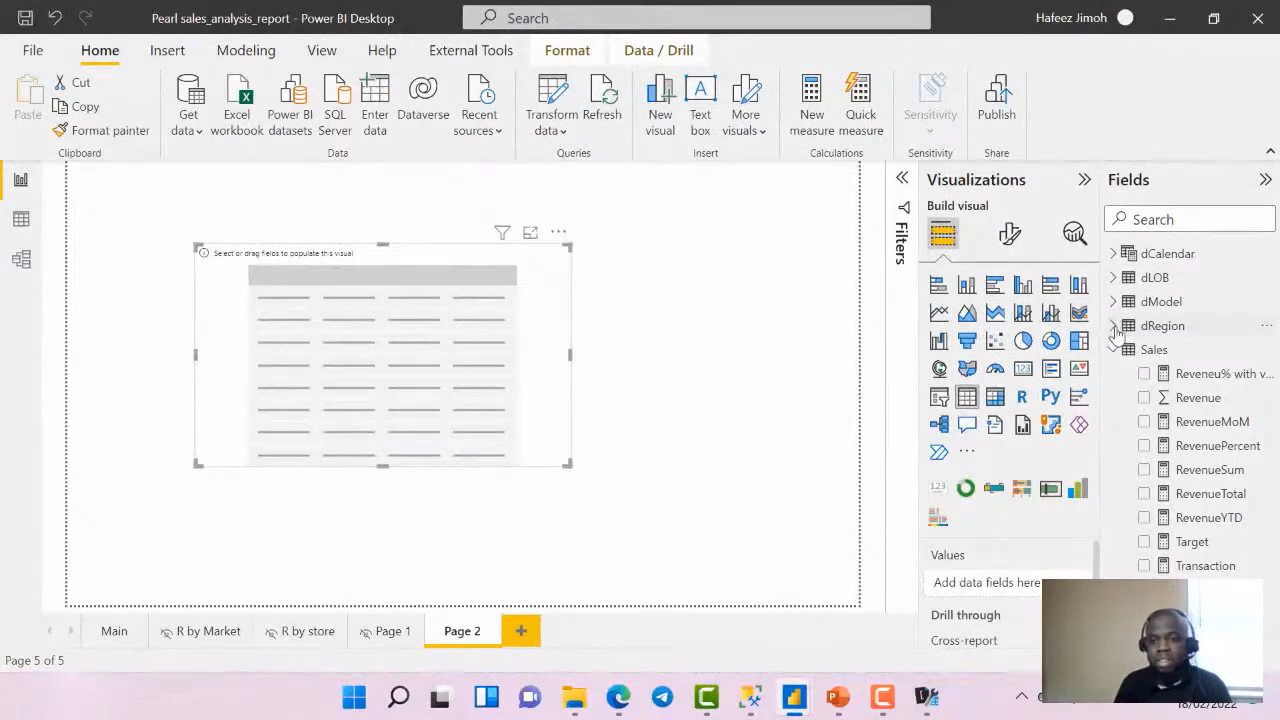 Pearl sales_analysis_report - Power BI Desktop
Search
Hafeez Jimoh
File
Home
Insert
Modeling
View
Help
External Tools
Format
Data / Drill
Paste
Cut
Copy
Format painter
Clipboard
Get data
Excel workbook
Power BI datasets
SQL Server
Enter data
Dataverse
Recent sources
Data
Transform data
Refresh
Queries
New visual
A
Text box
More visuals
Insert
New measure
Quick measure
Calculations
Sensitivity
Sensitivity
Publish
Share
Select or drag fields to populate this visual
Filters
Visualizations
Build visual
123
R
Py
123
Values
Add data fields here
Drill through
Cross-report
Fields
Search
dCalendar
dLOB
dModel
dRegion
Sales
Reveneu% with v...
Revenue
RevenueMoM
RevenuePercent
RevenueSum
RevenueTotal
RevenueYTD
Target
Transaction
Main
R by Market
R by store
Page 1
Page 2
Page 5 of 5
18/02/2022